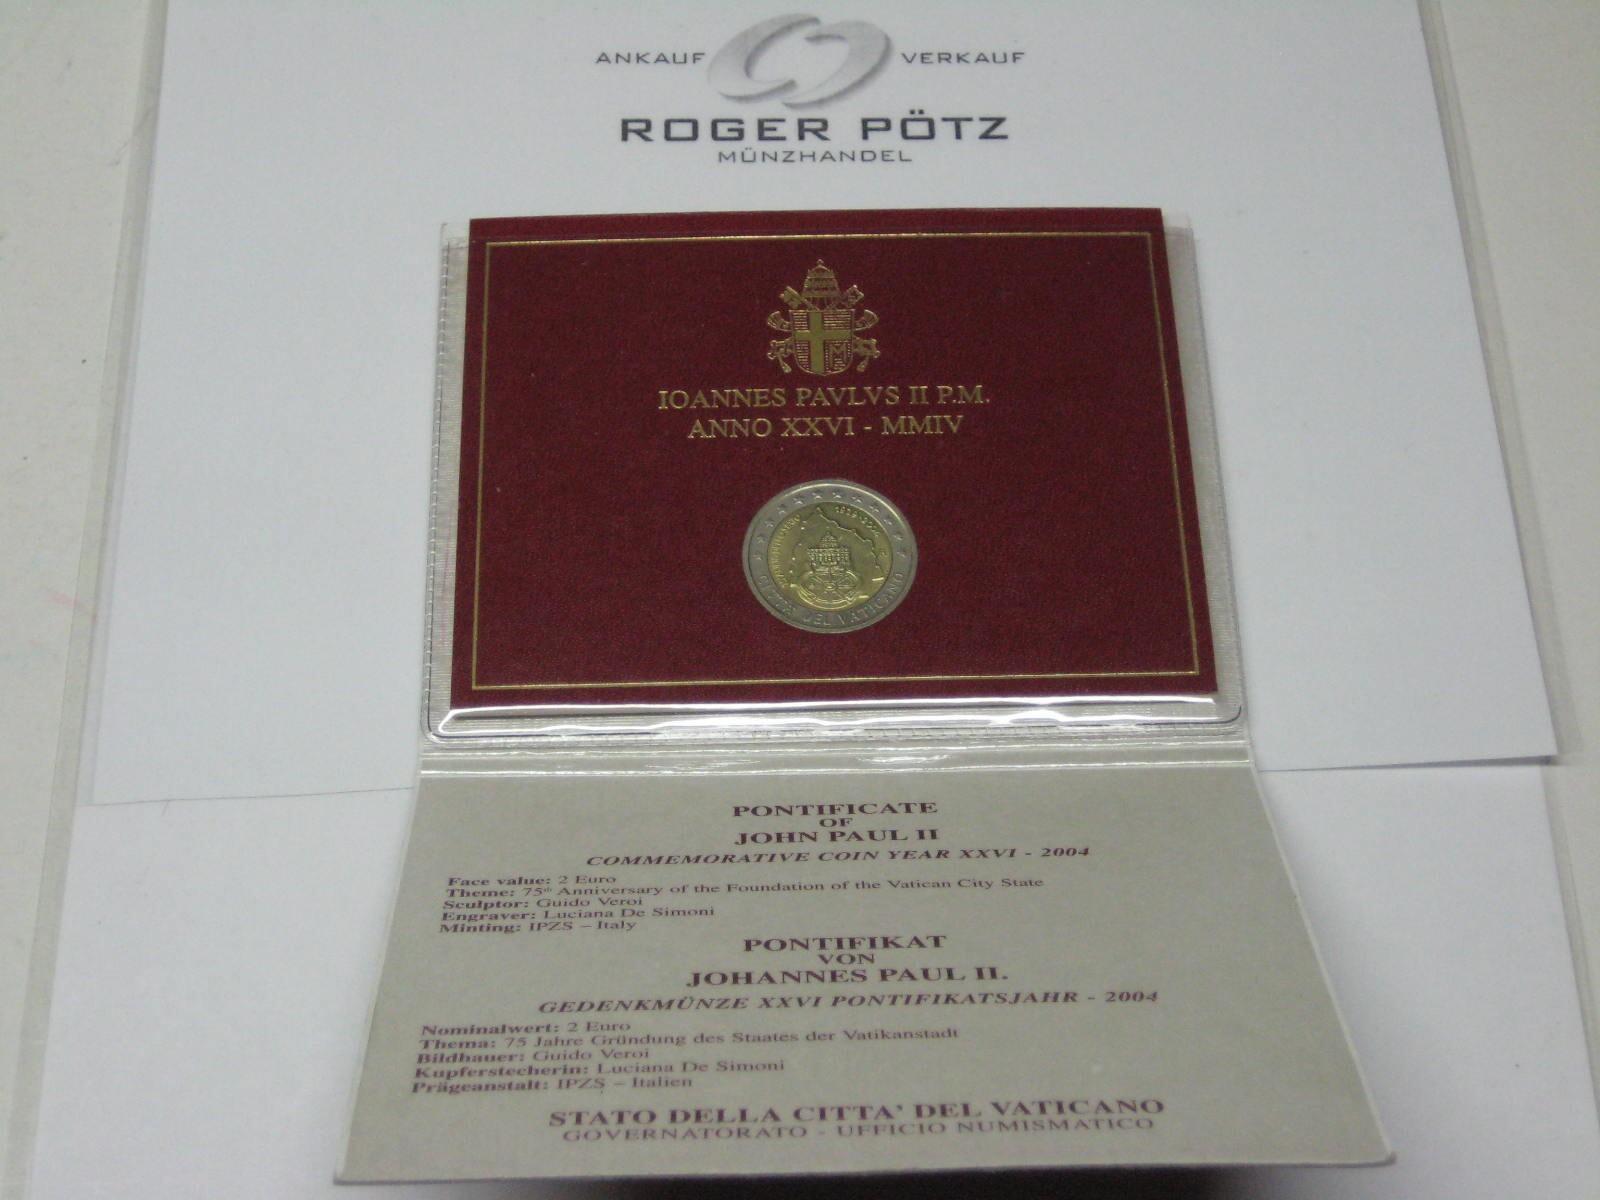 ANKAUF VERKAUF
ROGER PÖTZ
MÜNZHANDEL
IOANNES PAVLVS II P.M.
ANNO XXVI - MMIV
1929-2004
CITTA' DEL VATICANO
PONTIFICATE
OF
JOHN PAUL II
COMMEMORATIVE COIN YEAR XXVI - 2004
Face value: 2 Euro
Theme: 75th Anniversary of the Foundation of the Vatican City State
Sculptor: Guido Veroi
Engraver: Luciana De Simoni
Minting: IPZS – Italy
PONTIFIKAT
VON
JOHANNES PAUL II.
GEDENKMÜNZE XXVI PONTIFIKATSJAHR - 2004
Nominalwert: 2 Euro
Thema: 75 Jahre Gründung des Staates der Vatikanstadt
Bildhauer: Guido Veroi
Kupferstecherin: Luciana De Simoni
Prägeanstalt: IPZS – Italien
STATO DELLA CITTA' DEL VATICANO
GOVERNATORATO - UFFICIO NUMISMATICO